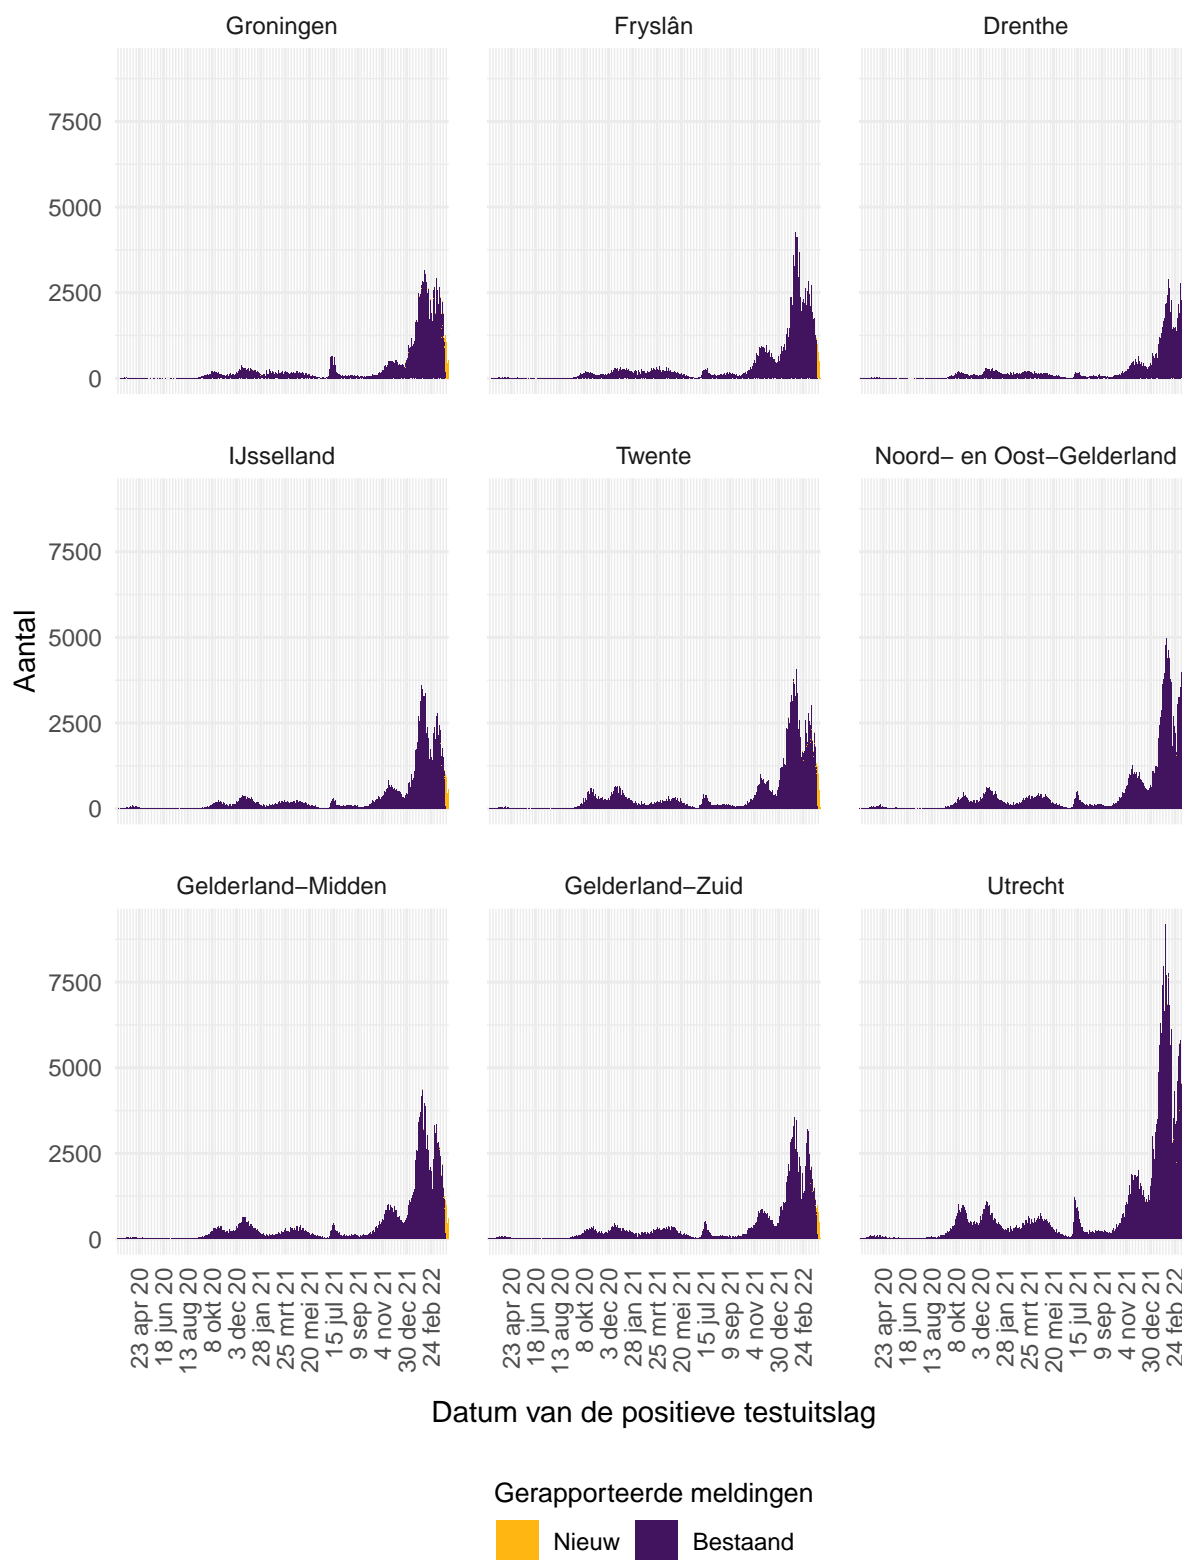 Groningen Fryslân Drenthe
7500
5000
2500
0
IJsselland Twente Noord− en Oost−Gelderland
7500
5000
2500
0
Aantal
Gelderland−Midden Gelderland−Zuid Utrecht
7500
5000
2500
0
23 apr 20 18 jun 20 13 aug 20 8 okt 20 3 dec 20 28 jan 21 25 mrt 21 20 mei 21 15 jul 21 9 sep 21 4 nov 21 30 dec 21 24 feb 22
23 apr 20 18 jun 20 13 aug 20 8 okt 20 3 dec 20 28 jan 21 25 mrt 21 20 mei 21 15 jul 21 9 sep 21 4 nov 21 30 dec 21 24 feb 22
23 apr 20 18 jun 20 13 aug 20 8 okt 20 3 dec 20 28 jan 21 25 mrt 21 20 mei 21 15 jul 21 9 sep 21 4 nov 21 30 dec 21 24 feb 22
Datum van de positieve testuitslag
Gerapporteerde meldingen
Nieuw Bestaand